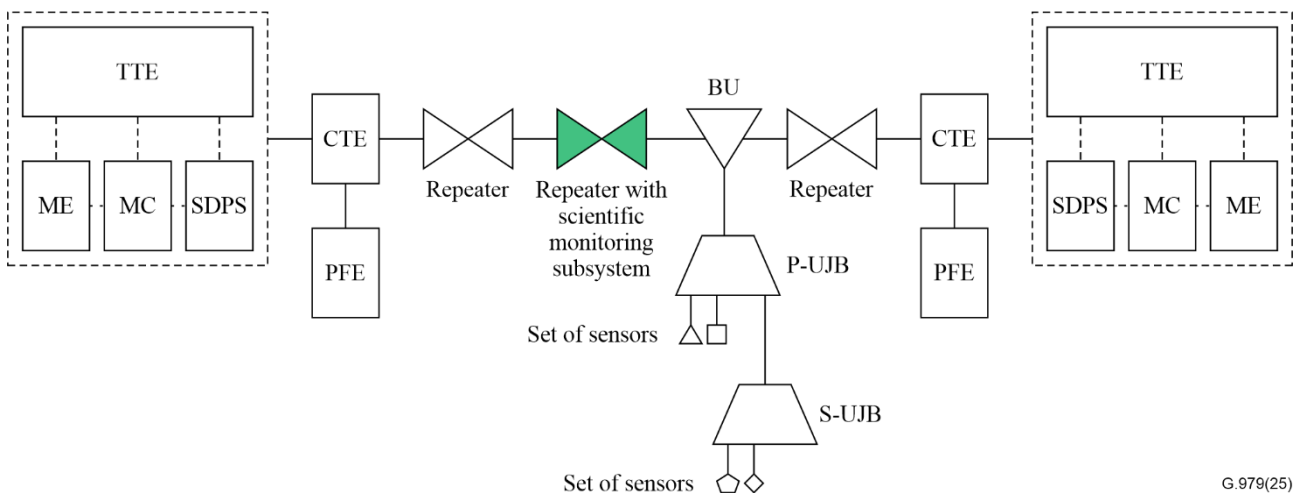 TTE
ME
MC
SDPS
CTE
PFE
Repeater
Repeater with
scientific
monitoring
subsystem
BU
Repeater
CTE
PFE
TTE
SDPS
MC
ME
P-UJB
Set of sensors
S-UJB
Set of sensors
G.979(25)